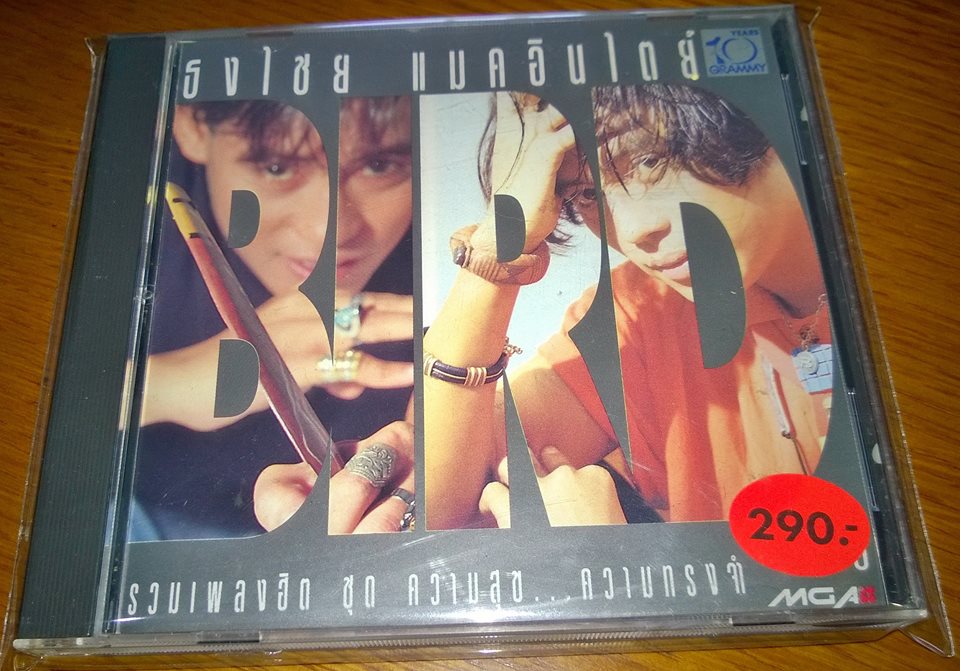 ธงไชย แมคอินไตย์
10 YEARS GRAMMY
BIRD
290.-
รวมเพลงฮิต ชุด ความสุข...ความทรงจำ
MGA